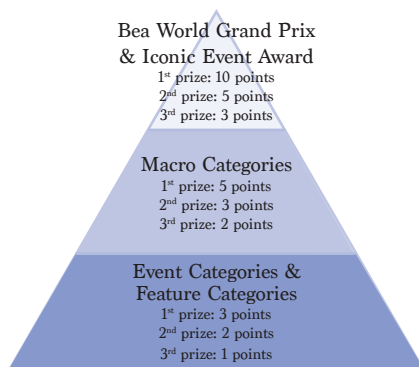 Bea World Grand Prix
& Iconic Event Award
1st prize: 10 points
2nd prize: 5 points
3rd prize: 3 points
Macro Categories
1st prize: 5 points
2nd prize: 3 points
3rd prize: 2 points
Event Categories &
Feature Categories
1st prize: 3 points
2nd prize: 2 points
3rd prize: 1 points